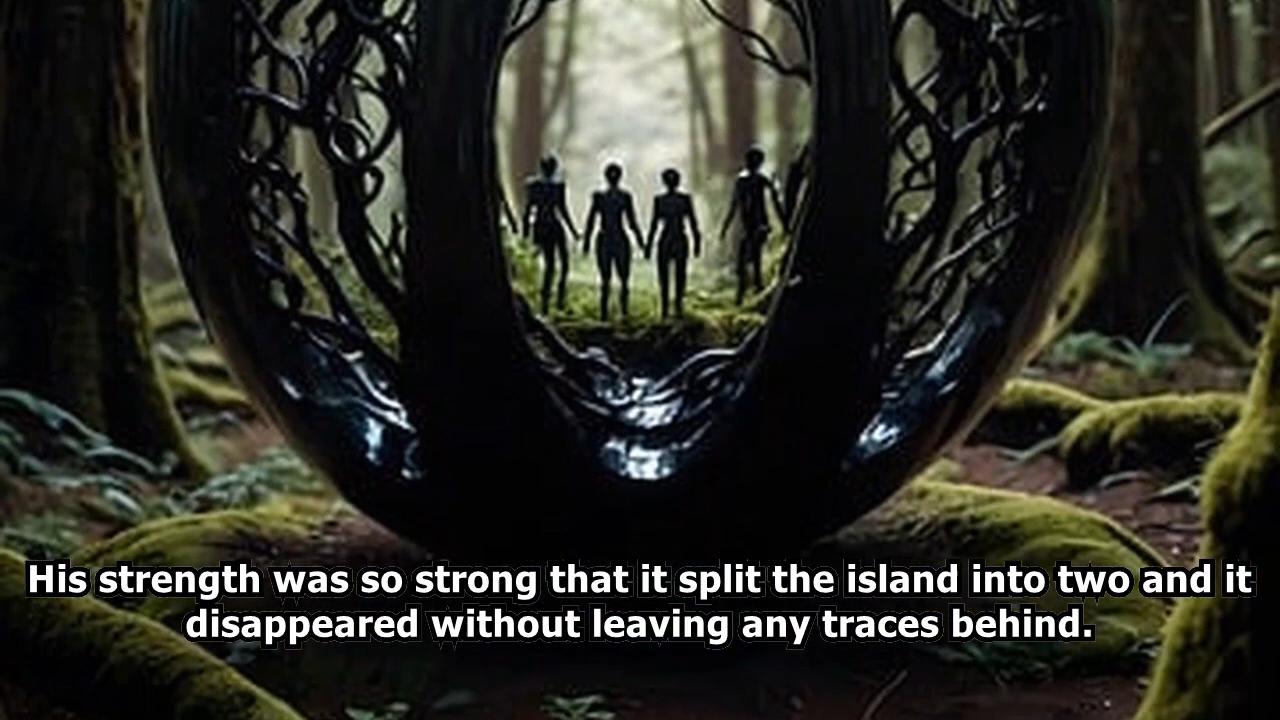 His strength was so strong that it split the island into two and it
disappeared without leaving any traces behind.